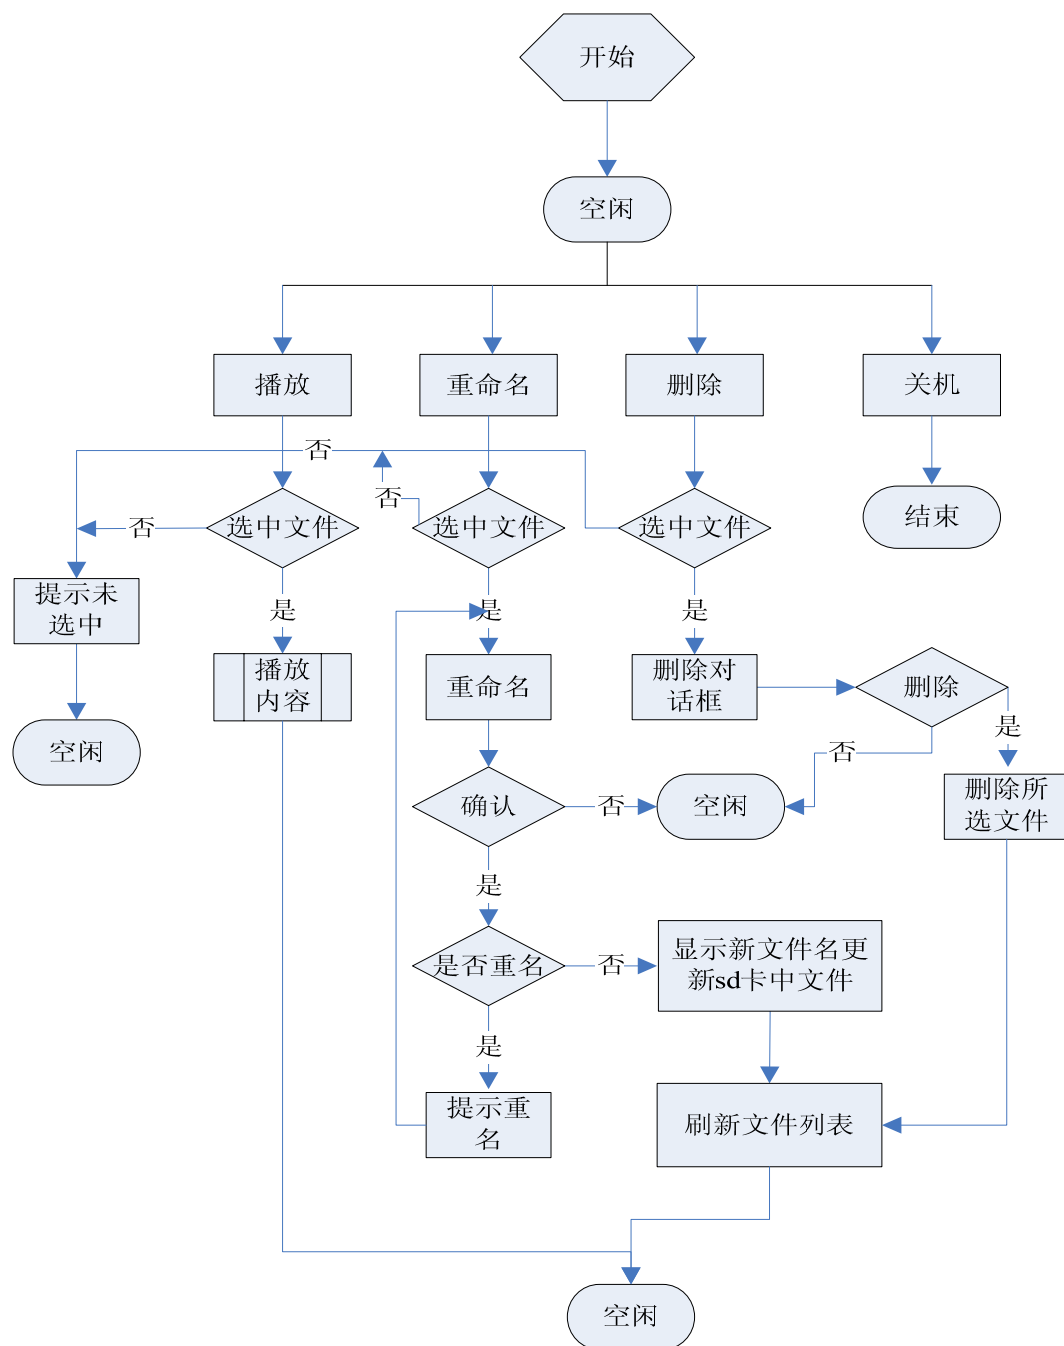 开始
空闲
播放
重命名
删除
关机
否
否
选中文件
否
选中文件
选中文件
结束
提示未
选中
是
是
是
播放
内容
重命名
删除对
话框
删除
是
空闲
否
确认
否
空闲
删除所
选文件
是
是否重名
否
显示新文件名更
新sd卡中文件
是
提示重
名
刷新文件列表
空闲